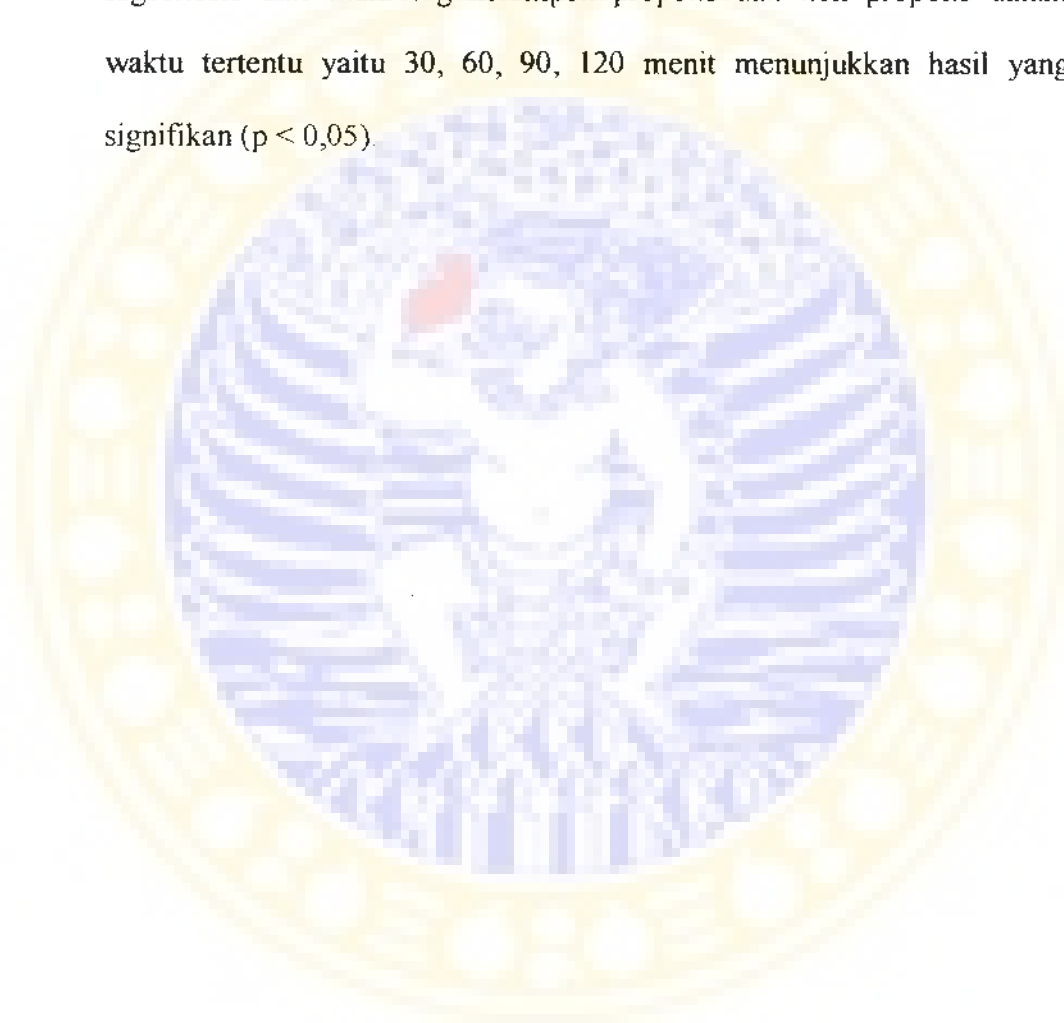 waktu tertentu yaitu 30, 60, 90, 120 menit menunjukkan hasil yang
signifikan (p < 0,05).